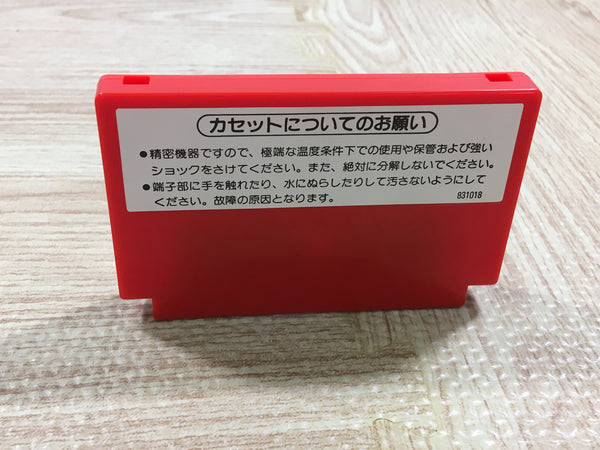 カセットについてのお願い
●精密機器ですので、極端な温度条件下での使用や保管および強い
ショックをさけてください。また、絶対に分解しないでください。
●端子部に手を触れたり、水にぬらしたりして汚さないようにして
ください。故障の原因となります。
831018